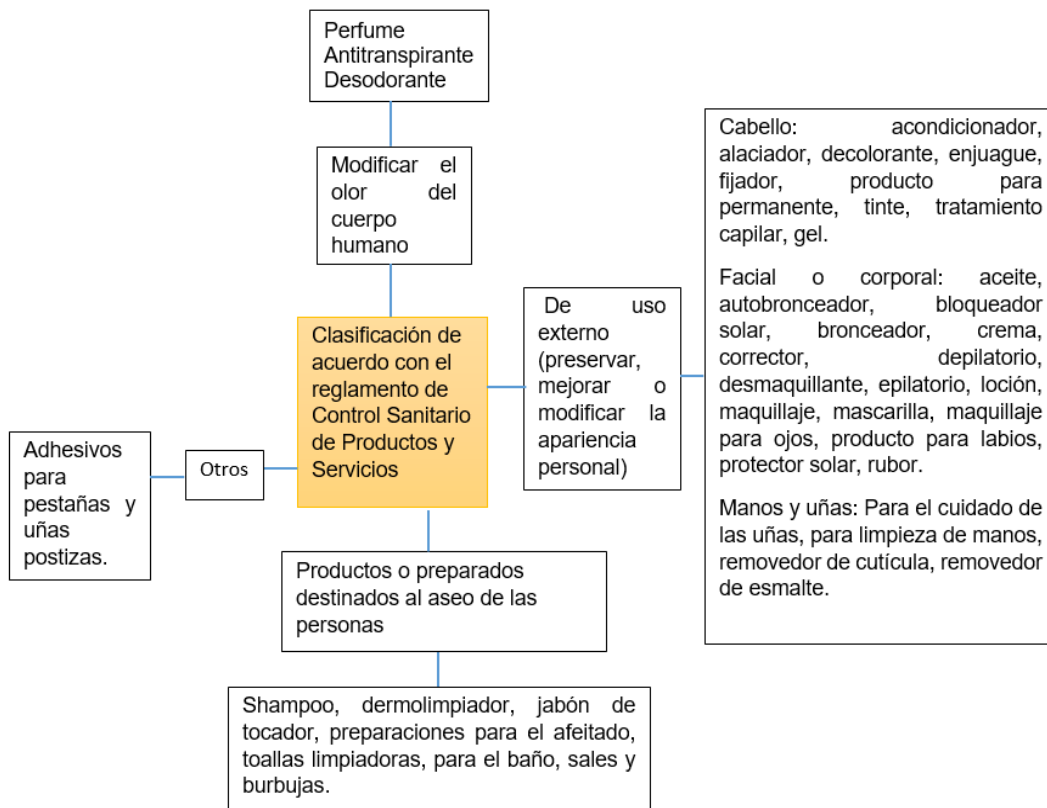 Perfume
Antitranspirante
Desodorante
Modificar el
olor del
cuerpo
humano
Clasificación de
acuerdo con el
reglamento de
Control Sanitario
de Productos y
Servicios
De uso
externo
(preservar,
mejorar o
modificar la
apariencia
personal)
Cabello: acondicionador,
alaciador, decolorante, enjuague,
fijador, producto para
permanente, tinte, tratamiento
capilar, gel.
Facial o corporal: aceite,
autobronceador, bloqueador
solar, bronceador, crema,
corrector, depilatorio,
desmaquillante, epilatorio, loción,
maquillaje, mascarilla, maquillaje
para ojos, producto para labios,
protector solar, rubor.
Manos y uñas: Para el cuidado de
las uñas, para limpieza de manos,
removedor de cutícula, removedor
de esmalte.
Otros
Adhesivos
para
pestañas y
uñas
postizas.
Productos o preparados
destinados al aseo de las
personas
Shampoo, dermolimpiador, jabón de
tocador, preparaciones para el afeitado,
toallas limpiadoras, para el baño, sales y
burbujas.